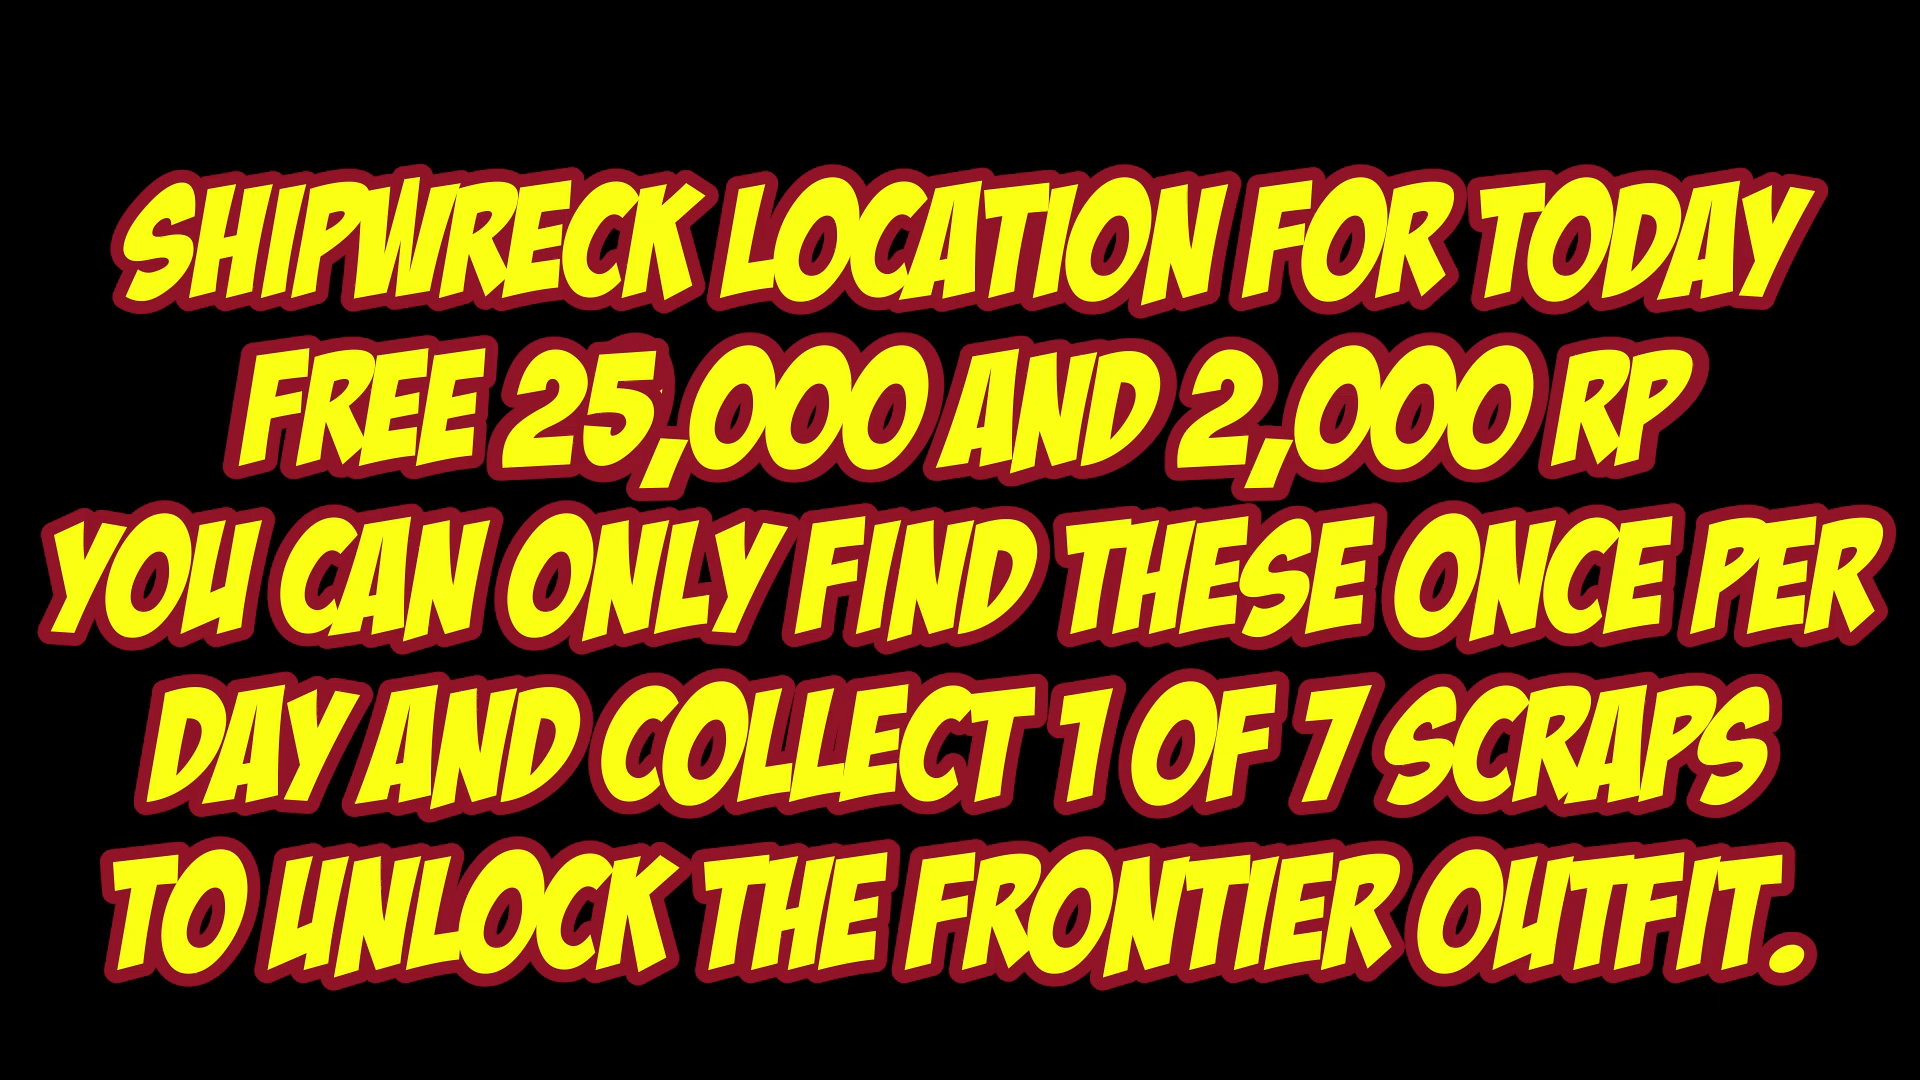 SHIPWRECK LOCATION FOR TODAY
FREE 25,000 AND 2,000 RP
YOU CAN ONLY FIND THESE ONCE PER
DAY AND COLLECT 1 OF 7 SCRAPS
TO UNLOCK THE FRONTIER OUTFIT.